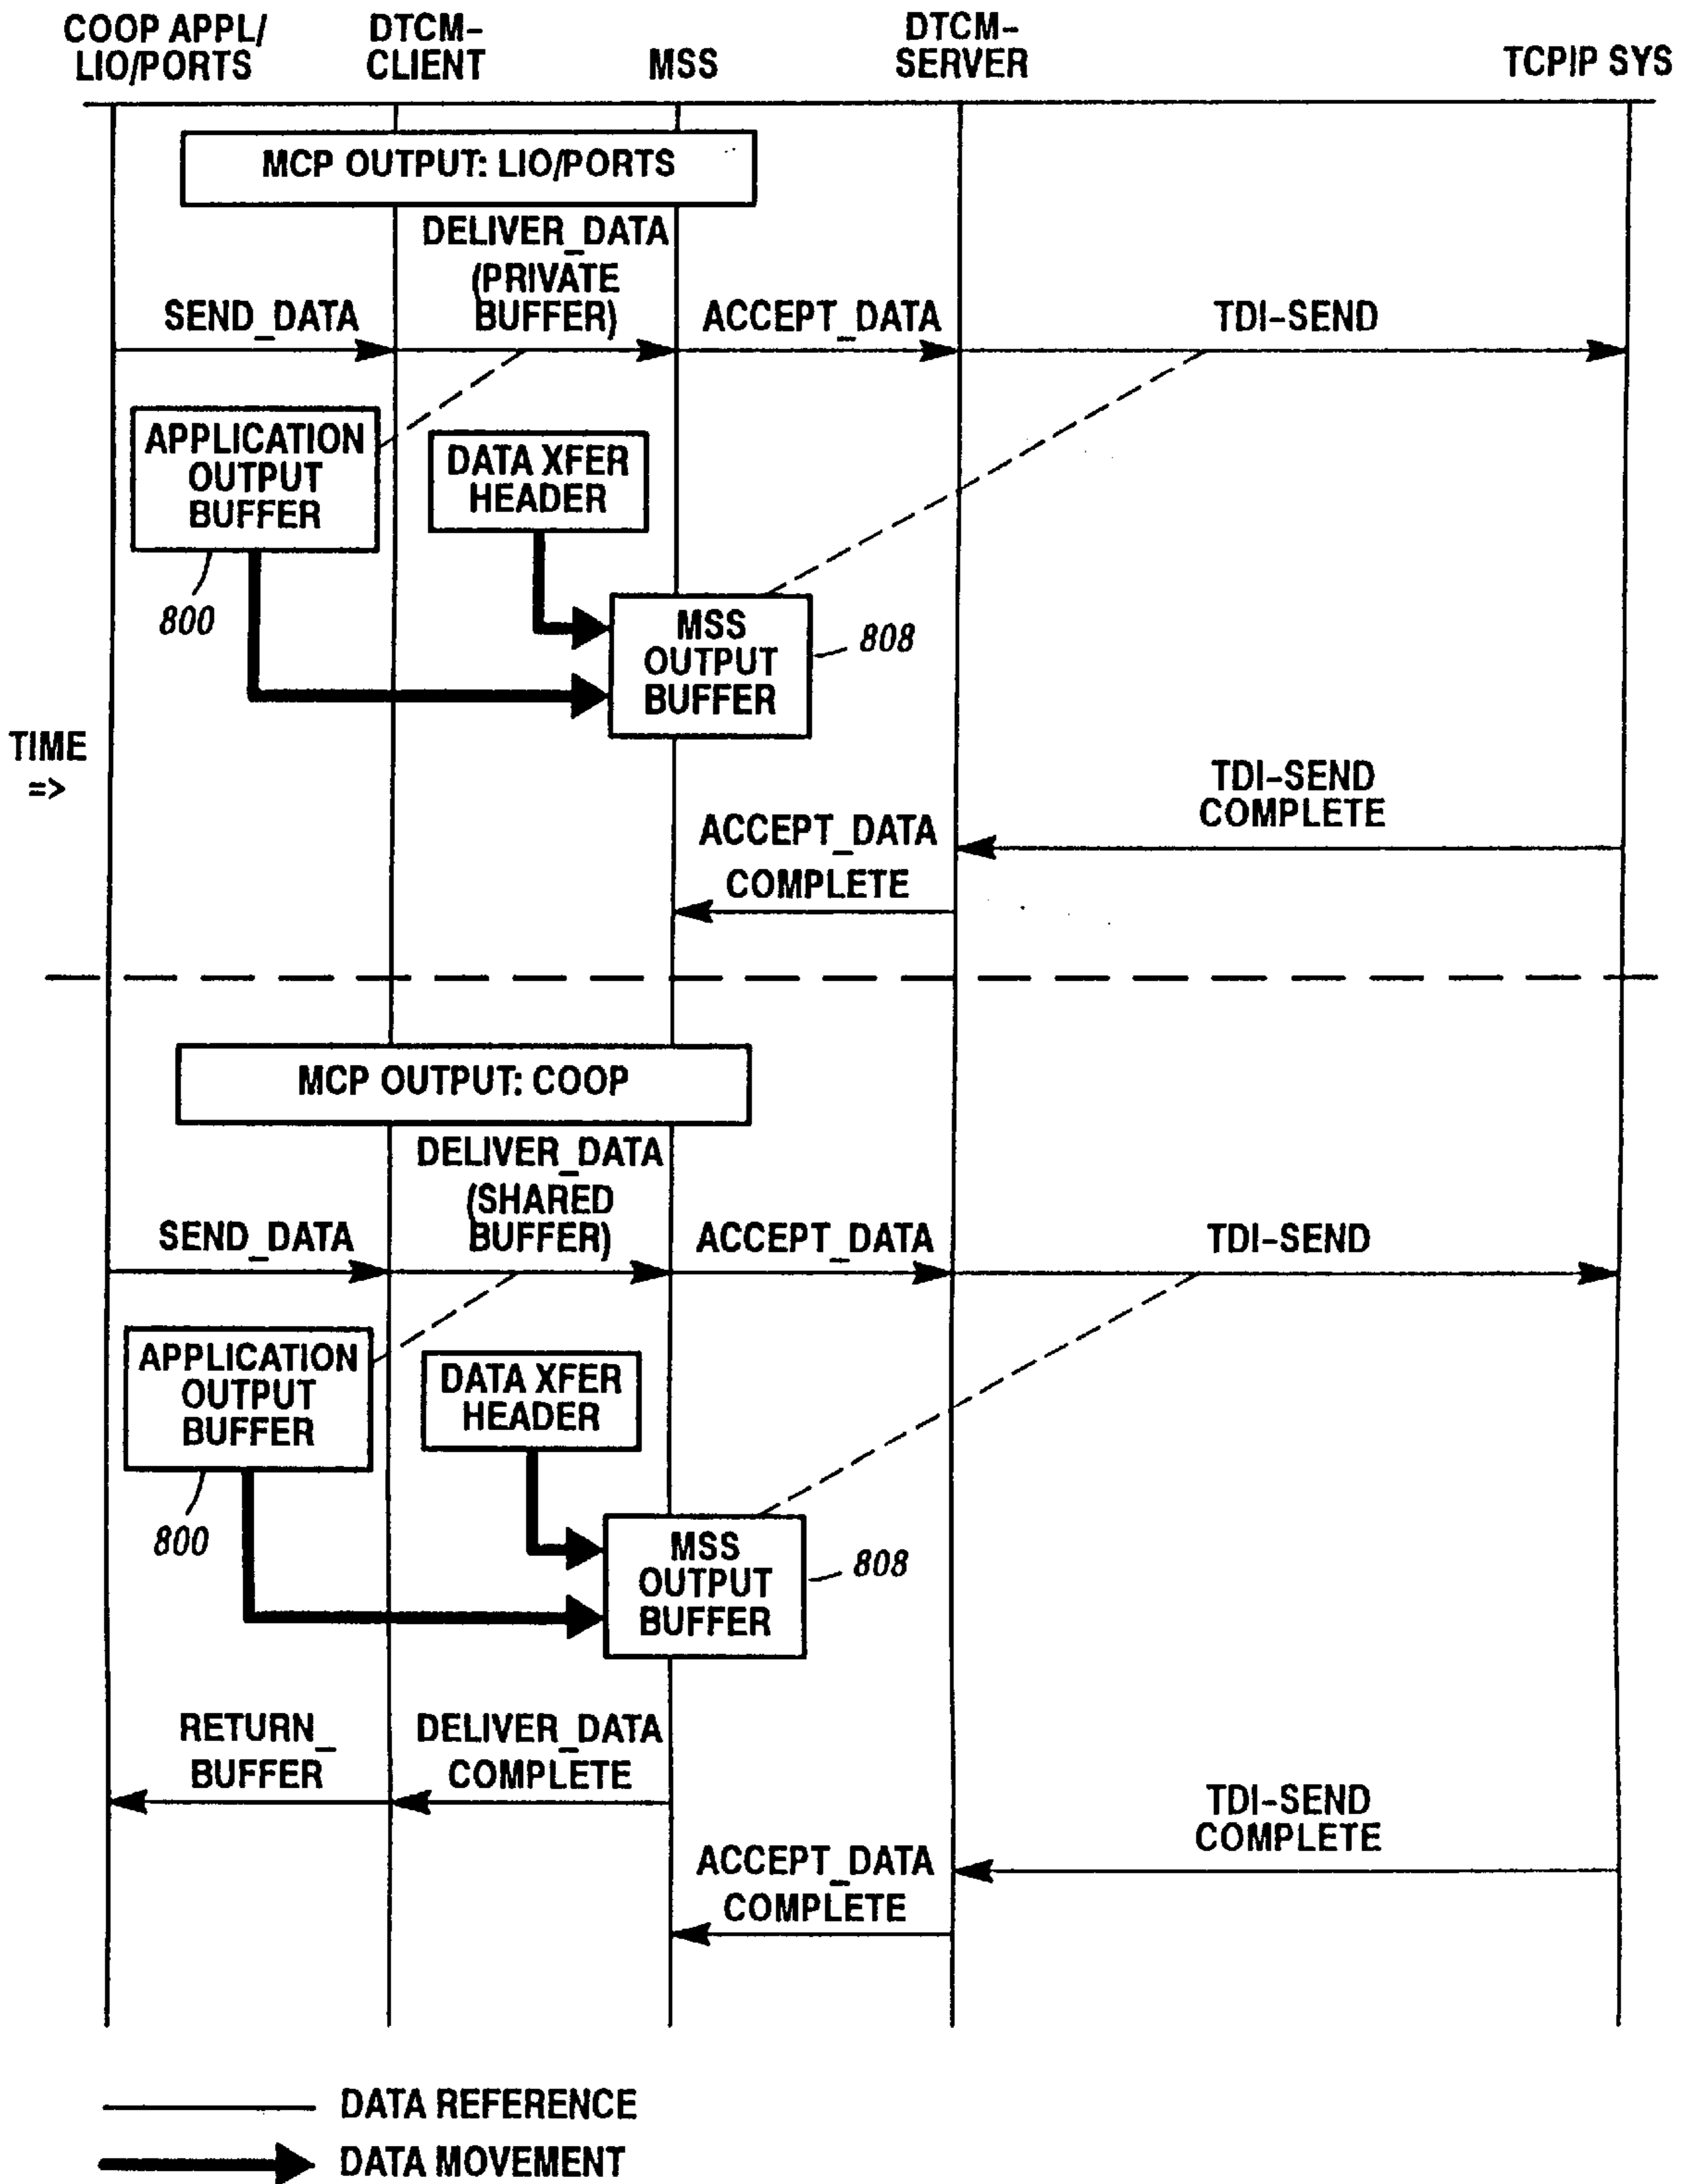 COOP APPL/
LIO/PORTS
DTCM-
CLIENT
MSS
DTCM-
SERVER
TCPIP SYS
MCP OUTPUT: LIO/PORTS
DELIVER_DATA
(PRIVATE
BUFFER)
SEND_DATA
ACCEPT_DATA
TDI-SEND
APPLICATION
OUTPUT
BUFFER
800
DATA XFER
HEADER
MSS
OUTPUT
BUFFER
808
TIME
=>
TDI-SEND
COMPLETE
ACCEPT_DATA
COMPLETE
MCP OUTPUT: COOP
DELIVER_DATA
(SHARED
BUFFER)
SEND_DATA
ACCEPT_DATA
TDI-SEND
APPLICATION
OUTPUT
BUFFER
800
DATA XFER
HEADER
MSS
OUTPUT
BUFFER
808
RETURN_
BUFFER
DELIVER_DATA
COMPLETE
TDI-SEND
COMPLETE
ACCEPT_DATA
COMPLETE
DATA REFERENCE
DATA MOVEMENT